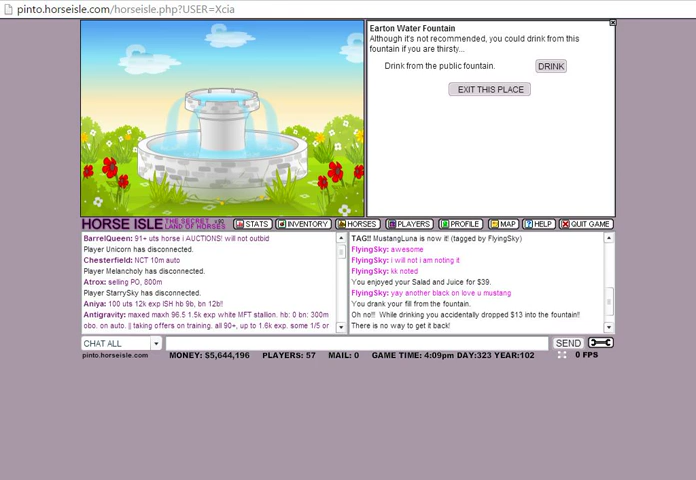 pinto.horseisle.com/horseisle.php?USER=Xcia
Earton Water Fountain
Although it's not recommended, you could drink from this
fountain if you are thirsty...
Drink from the public fountain. DRINK
EXIT THIS PLACE
HORSE ISLE THE SECRET LAND OF HORSES STATS INVENTORY HORSES PLAYERS PROFILE MAP HELP QUIT GAME
BarrelQueen: 91+ uts horse i AUCTIONS! will not outbid
Player Unicorn has disconnected.
Chesterfield: NCT 10m auto
Player Melancholy has disconnected.
Atrox: selling PO, 800m
Player StarrySky has disconnected.
Aniya: 100 uts 12k exp ISH hb 9b, bn 12b!
Antigravity: maxed maxh 96.5 1.5k exp white MFT stallion. hb: 0 bn: 300m
obo. on auto. || taking offers on training. all 90+, up to 1.6k exp. some 1/5 or
TAG!! MustangLuna is now it! (tagged by FlyingSky)
FlyingSky: awesome
FlyingSky: I will not i am noting it
FlyingSky: kk noted
You enjoyed your Salad and Juice for $39.
FlyingSky: yay another black on love u mustang
You drank your fill from the fountain.
Oh no!! While drinking you accidentally dropped $13 into the fountain!!
There is no way to get it back!
CHAT ALL SEND
pinto.horseisle.com MONEY: $5,644,196 PLAYERS: 57 MAIL: 0 GAME TIME: 4:09pm DAY:323 YEAR:102 0 FPS